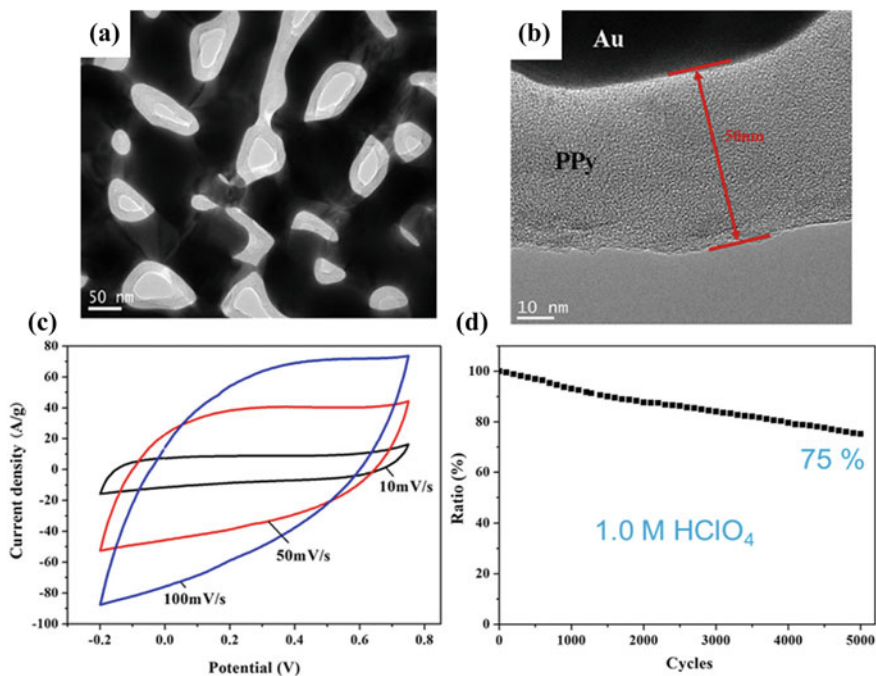 (a)
50 nm
(b)
Au
50nm
PPy
10 nm
(c)
80
60
40
20
0
-20
-40
-60
-80
-100
Current density (A/g)
10mV/s
50mV/s
100mV/s
-0.2 0.0 0.2 0.4 0.6 0.8
Potential (V)
(d)
100
80
60
40
20
0
Ratio (%)
75 %
1.0 M HClO₄
0 1000 2000 3000 4000 5000
Cycles